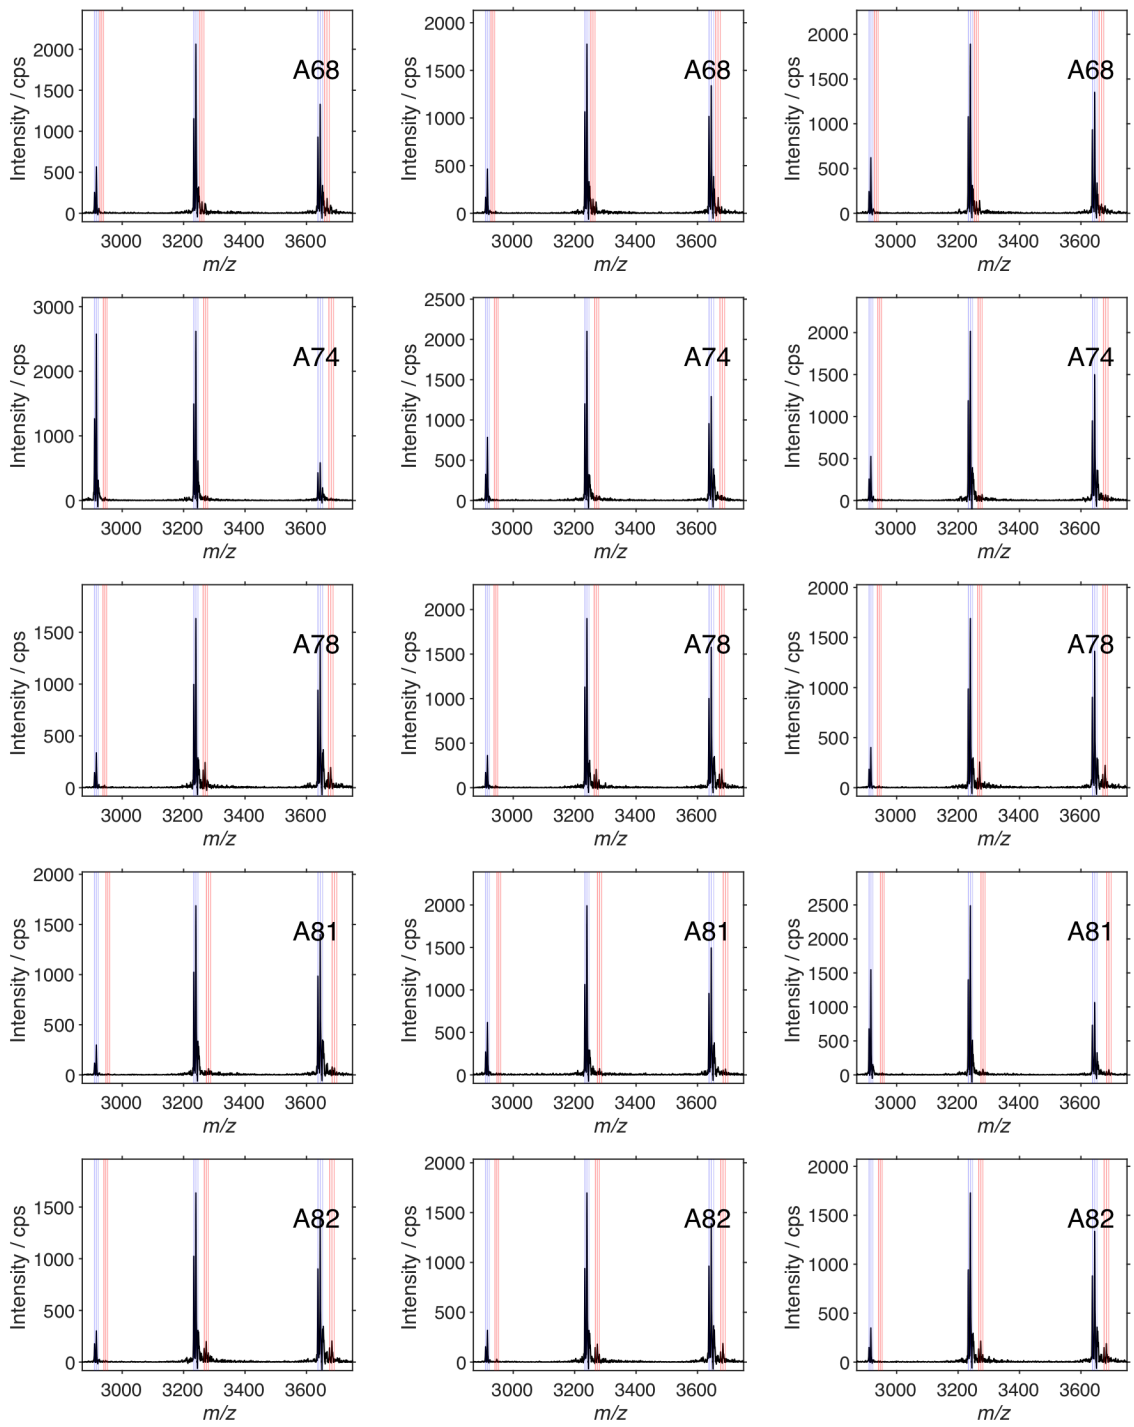 Intensity / cps 2000 1500 1000 500 0 A68 3000 3200 3400 3600 m/z
Intensity / cps 2000 1500 1000 500 0 A68 3000 3200 3400 3600 m/z
Intensity / cps 2000 1500 1000 500 0 A68 3000 3200 3400 3600 m/z
Intensity / cps 3000 2000 1000 0 A74 3000 3200 3400 3600 m/z
Intensity / cps 2500 2000 1500 1000 500 0 A74 3000 3200 3400 3600 m/z
Intensity / cps 2000 1500 1000 500 0 A74 3000 3200 3400 3600 m/z
Intensity / cps 1500 1000 500 0 A78 3000 3200 3400 3600 m/z
Intensity / cps 2000 1500 1000 500 0 A78 3000 3200 3400 3600 m/z
Intensity / cps 2000 1500 1000 500 0 A78 3000 3200 3400 3600 m/z
Intensity / cps 2000 1500 1000 500 0 A81 3000 3200 3400 3600 m/z
Intensity / cps 2000 1500 1000 500 0 A81 3000 3200 3400 3600 m/z
Intensity / cps 2500 2000 1500 1000 500 0 A81 3000 3200 3400 3600 m/z
Intensity / cps 1500 1000 500 0 A82 3000 3200 3400 3600 m/z
Intensity / cps 2000 1500 1000 500 0 A82 3000 3200 3400 3600 m/z
Intensity / cps 2000 1500 1000 500 0 A82 3000 3200 3400 3600 m/z